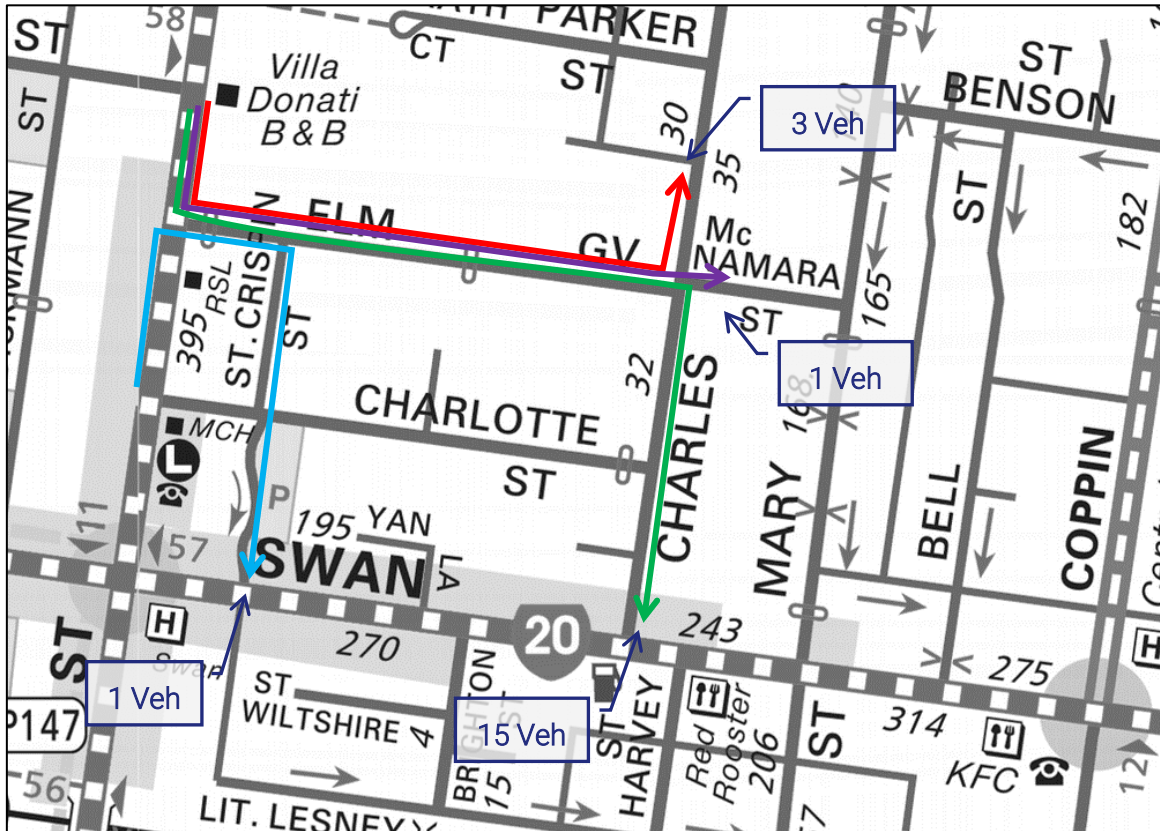 58
PARKER
ST
CT
ST
Villa
Donati
B & B
ST
BENSON
30
3 Veh
ST
35
ST
182
ELM
GV
Mc
NAMARA
ST
165
RSL
395
ST. CRISPIN
ST
32
1 Veh
168
CHARLOTTE
ST
CHARLES
MCH
L
P
195
YAN
LA
MARY
BELL
COPPIN
11
57
SWAN
H
Swan
270
20
243
275
H
ST
1 Veh
ST
WILTSHIRE
4
BRIGHTON
ST
15
15 Veh
ST
HARVEY
Red
Rooster
206
ST
314
KFC
121
P147
56
LIT. LESNEY